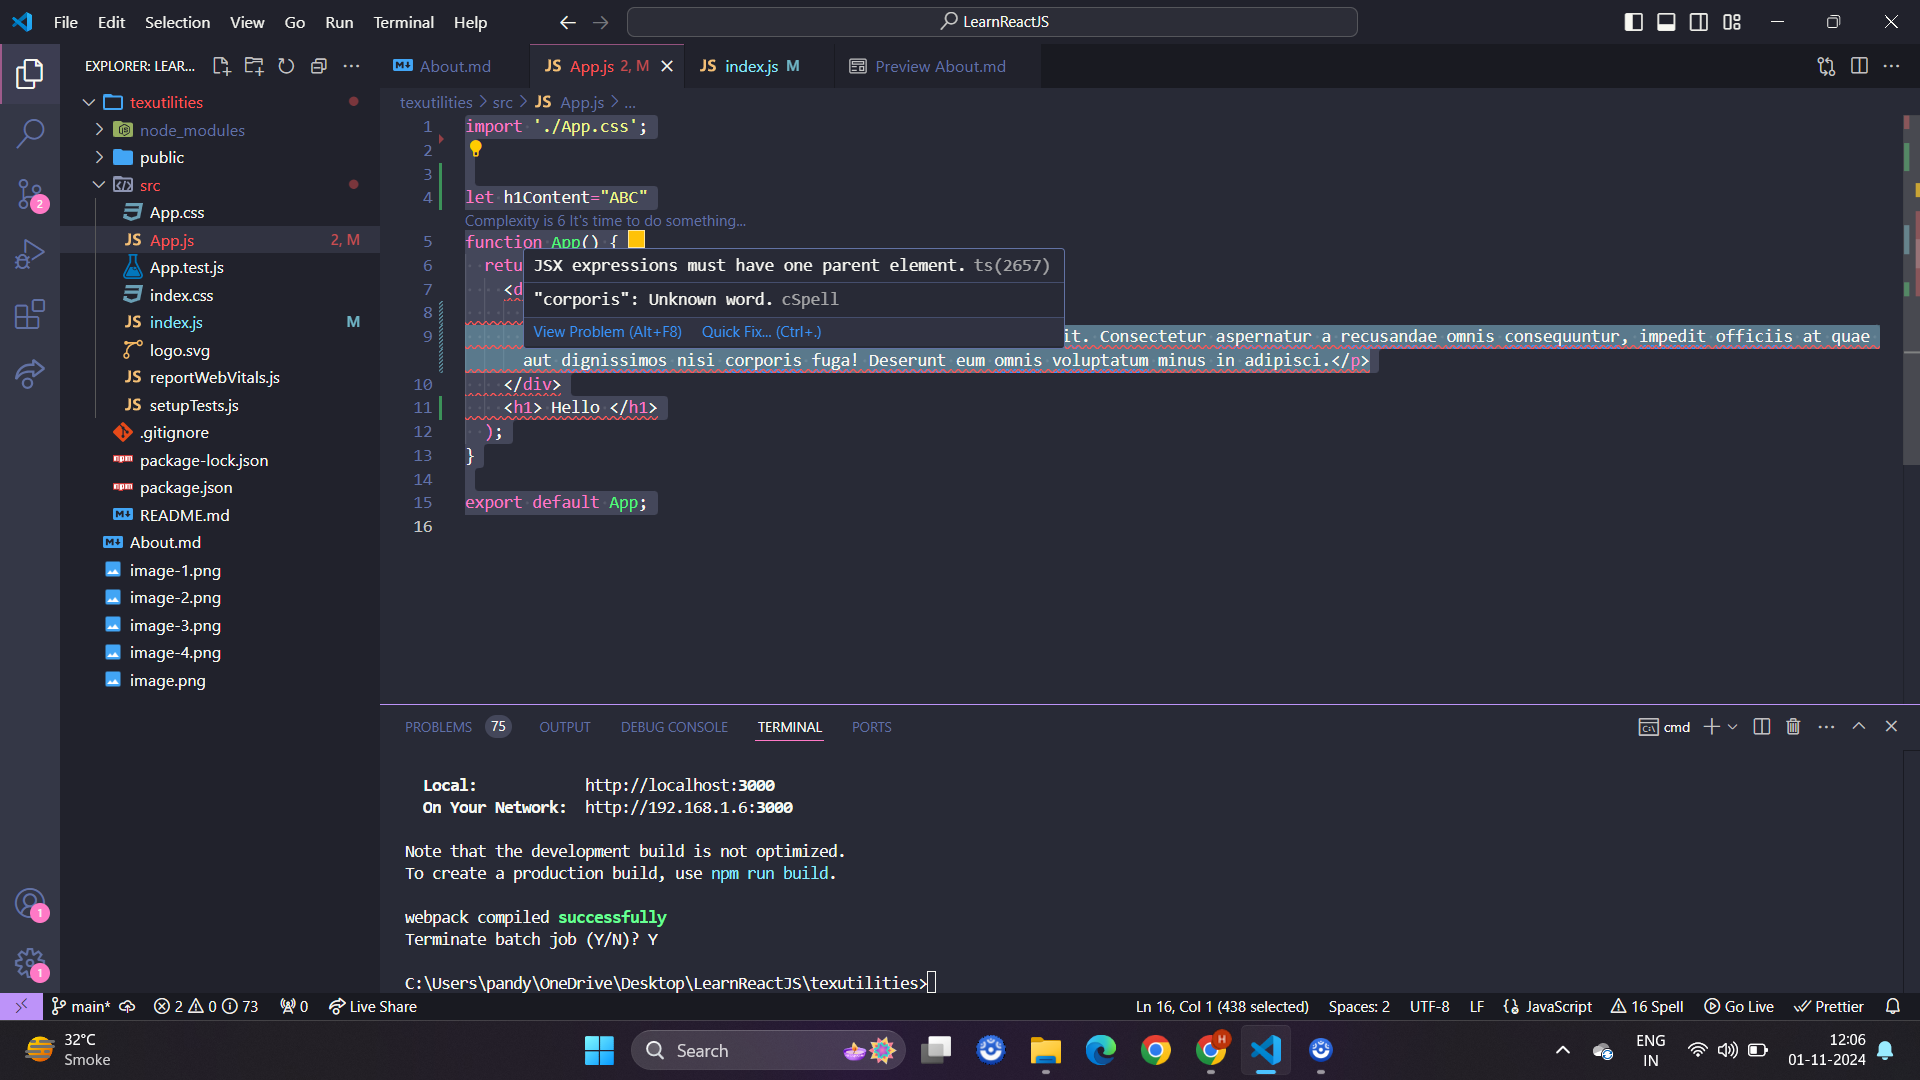 File Edit Selection View Go Run Terminal Help
LearnReactJS
EXPLORER: LEAR...
About.md
JS App.js 2, M
JS index.js M
Preview About.md
texutilities > src > JS App.js > ...
texutilities
node_modules
public
src
App.css
JS App.js 2, M
App.test.js
index.css
JS index.js M
logo.svg
JS reportWebVitals.js
JS setupTests.js
.gitignore
package-lock.json
package.json
README.md
About.md
image-1.png
image-2.png
image-3.png
image-4.png
image.png
2
1
1
1 import './App.css';
2
3
4 let h1Content="ABC"
Complexity is 6 It's time to do something...
5 function App() {
6 retu
7 <d
8
9 it. Consectetur aspernatur a recusandae omnis consequuntur, impedit officiis at quae
aut dignissimos nisi corporis fuga! Deserunt eum omnis voluptatum minus in adipisci.</p>
10 </div>
11 <h1> Hello </h1>
12 );
13 }
14
15 export default App;
16
JSX expressions must have one parent element. ts(2657)
"corporis": Unknown word. cSpell
View Problem (Alt+F8) Quick Fix... (Ctrl+.)
PROBLEMS 75 OUTPUT DEBUG CONSOLE TERMINAL PORTS
cmd
Local: http://localhost:3000
On Your Network: http://192.168.1.6:3000
Note that the development build is not optimized.
To create a production build, use npm run build.
webpack compiled successfully
Terminate batch job (Y/N)? Y
C:\Users\pandy\OneDrive\Desktop\LearnReactJS\texutilities>
main* 2 0 73 0 Live Share
Ln 16, Col 1 (438 selected) Spaces: 2 UTF-8 LF {} JavaScript 16 Spell Go Live Prettier
32°C
Smoke
Search
H
ENG
IN
12:06
01-11-2024